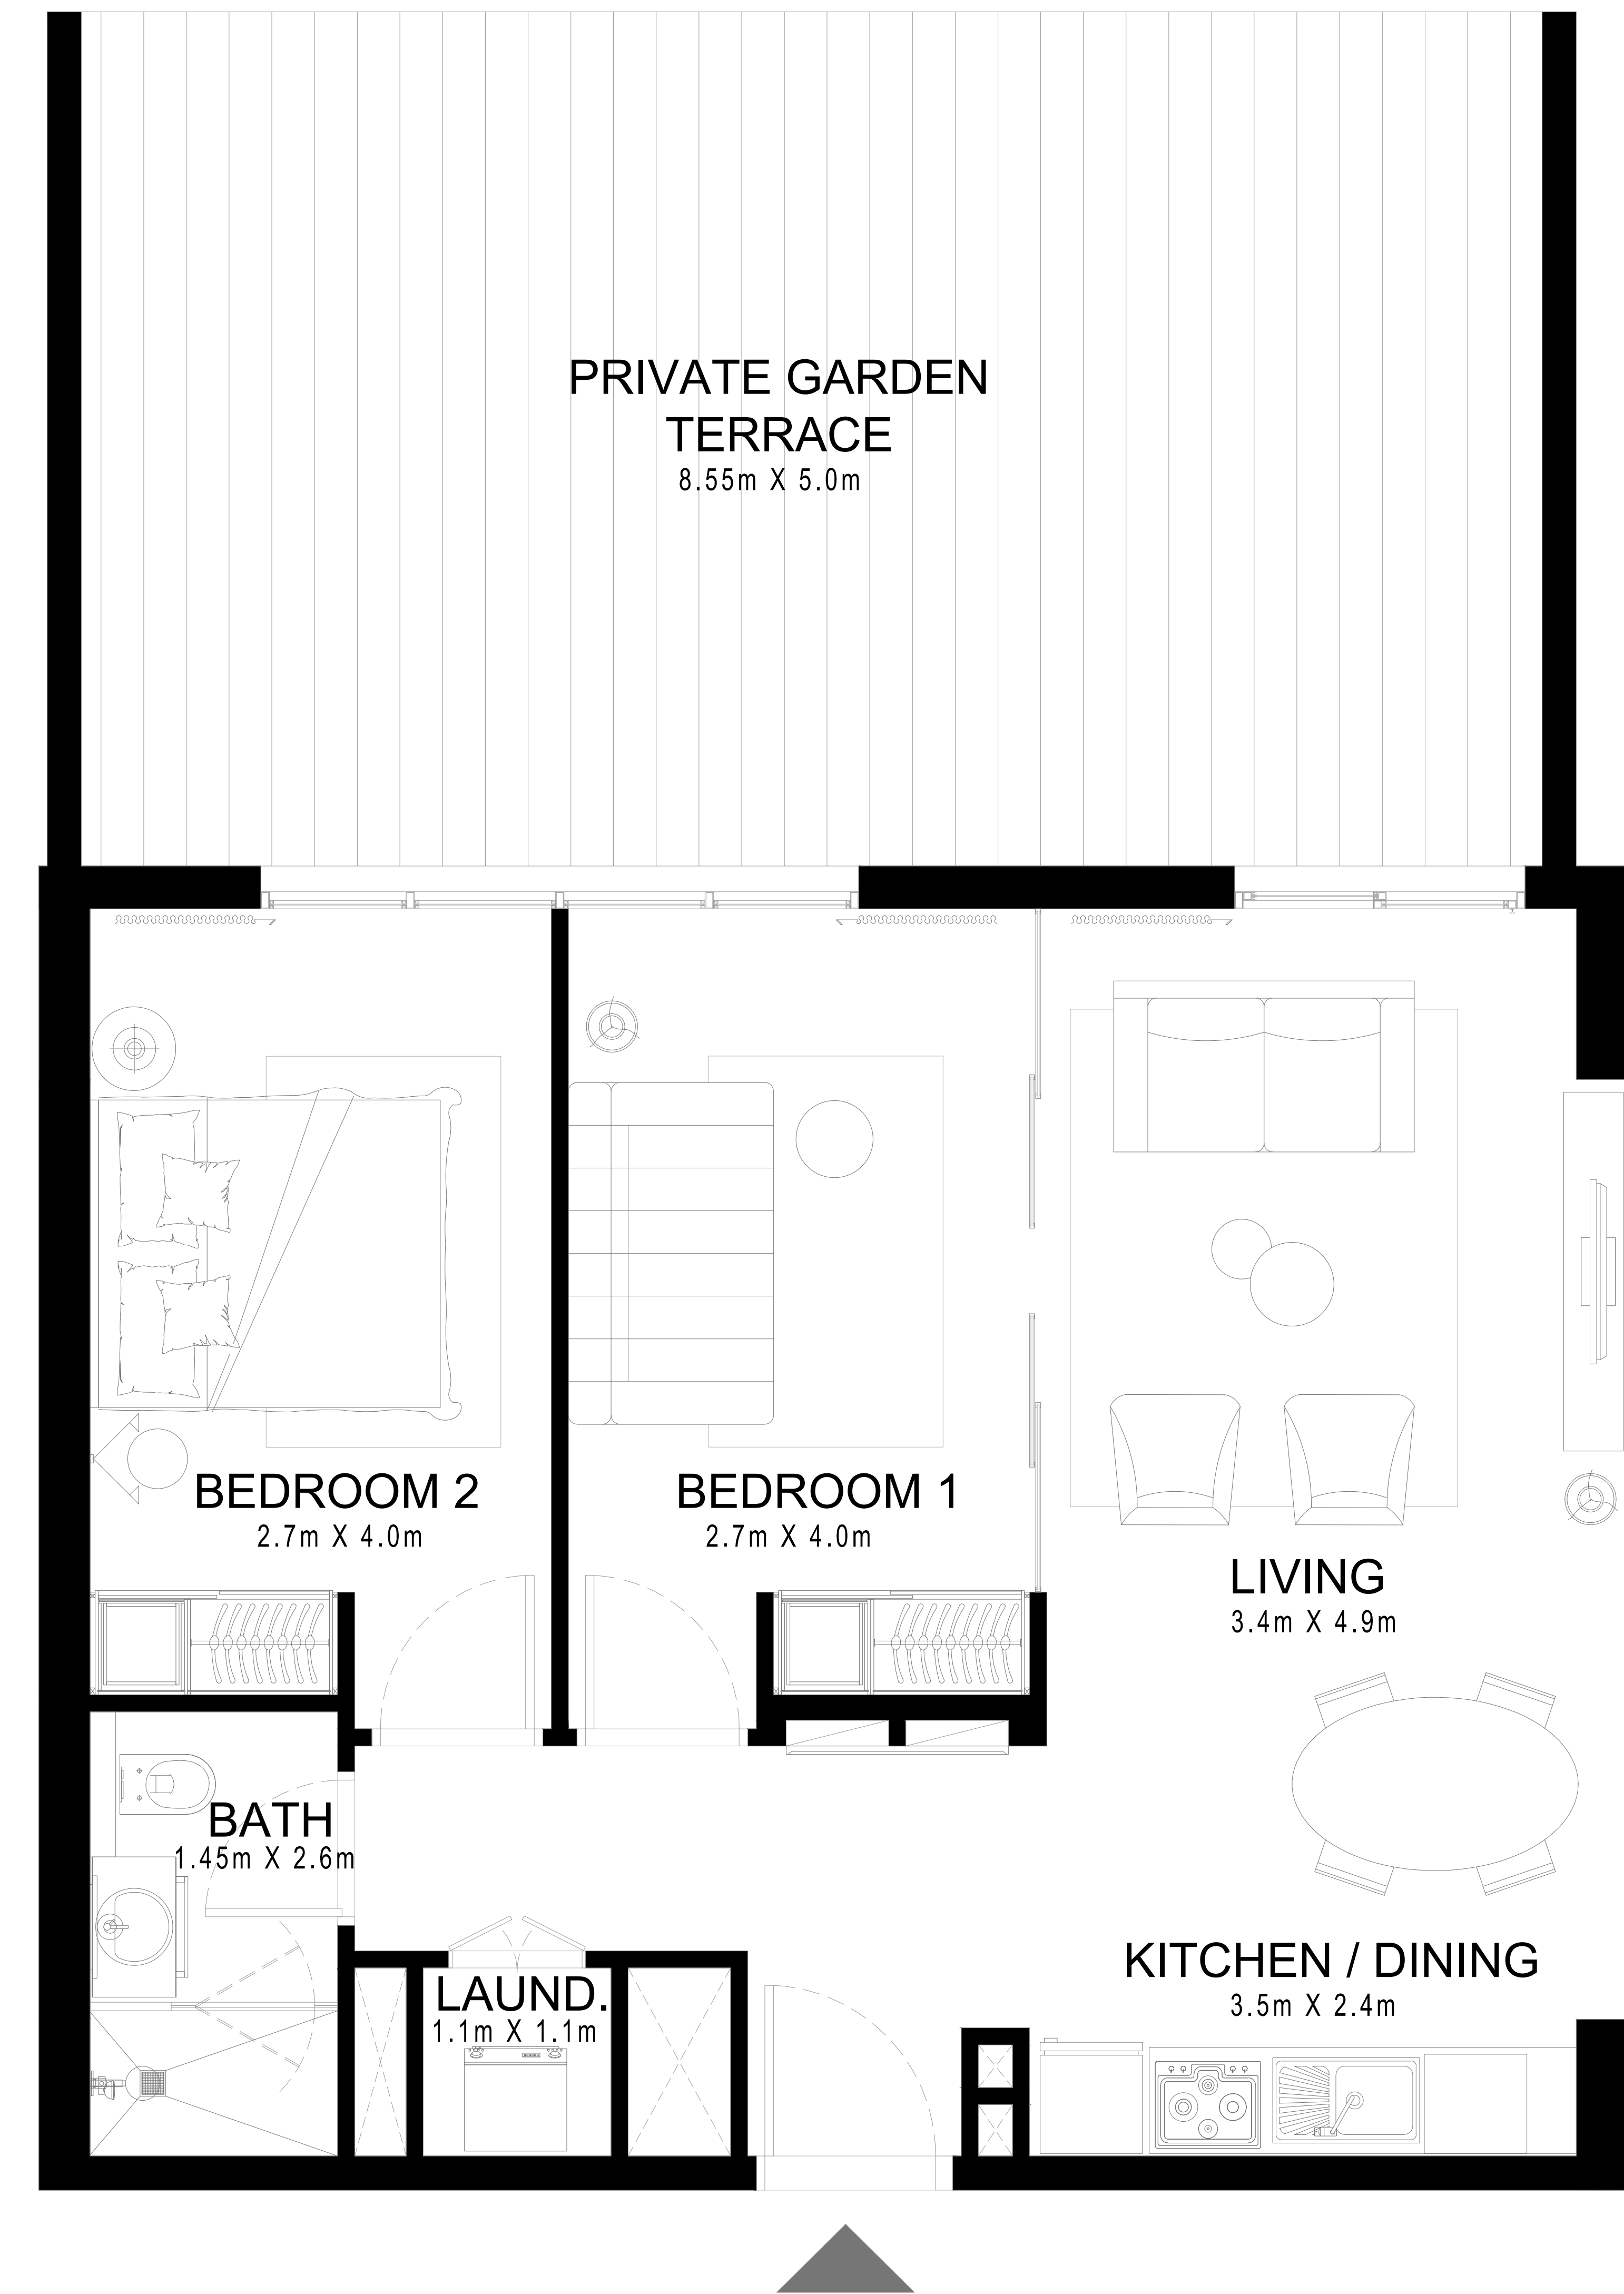 PRIVATE GARDEN
TERRACE
8.55m X 5.0m
BEDROOM 2
2.7m X 4.0m
BEDROOM 1
2.7m X 4.0m
LIVING
3.4m X 4.9m
BATH
1.45m X 2.6m
KITCHEN / DINING
3.5m X 2.4m
LAUND.
1.1m X 1.1m